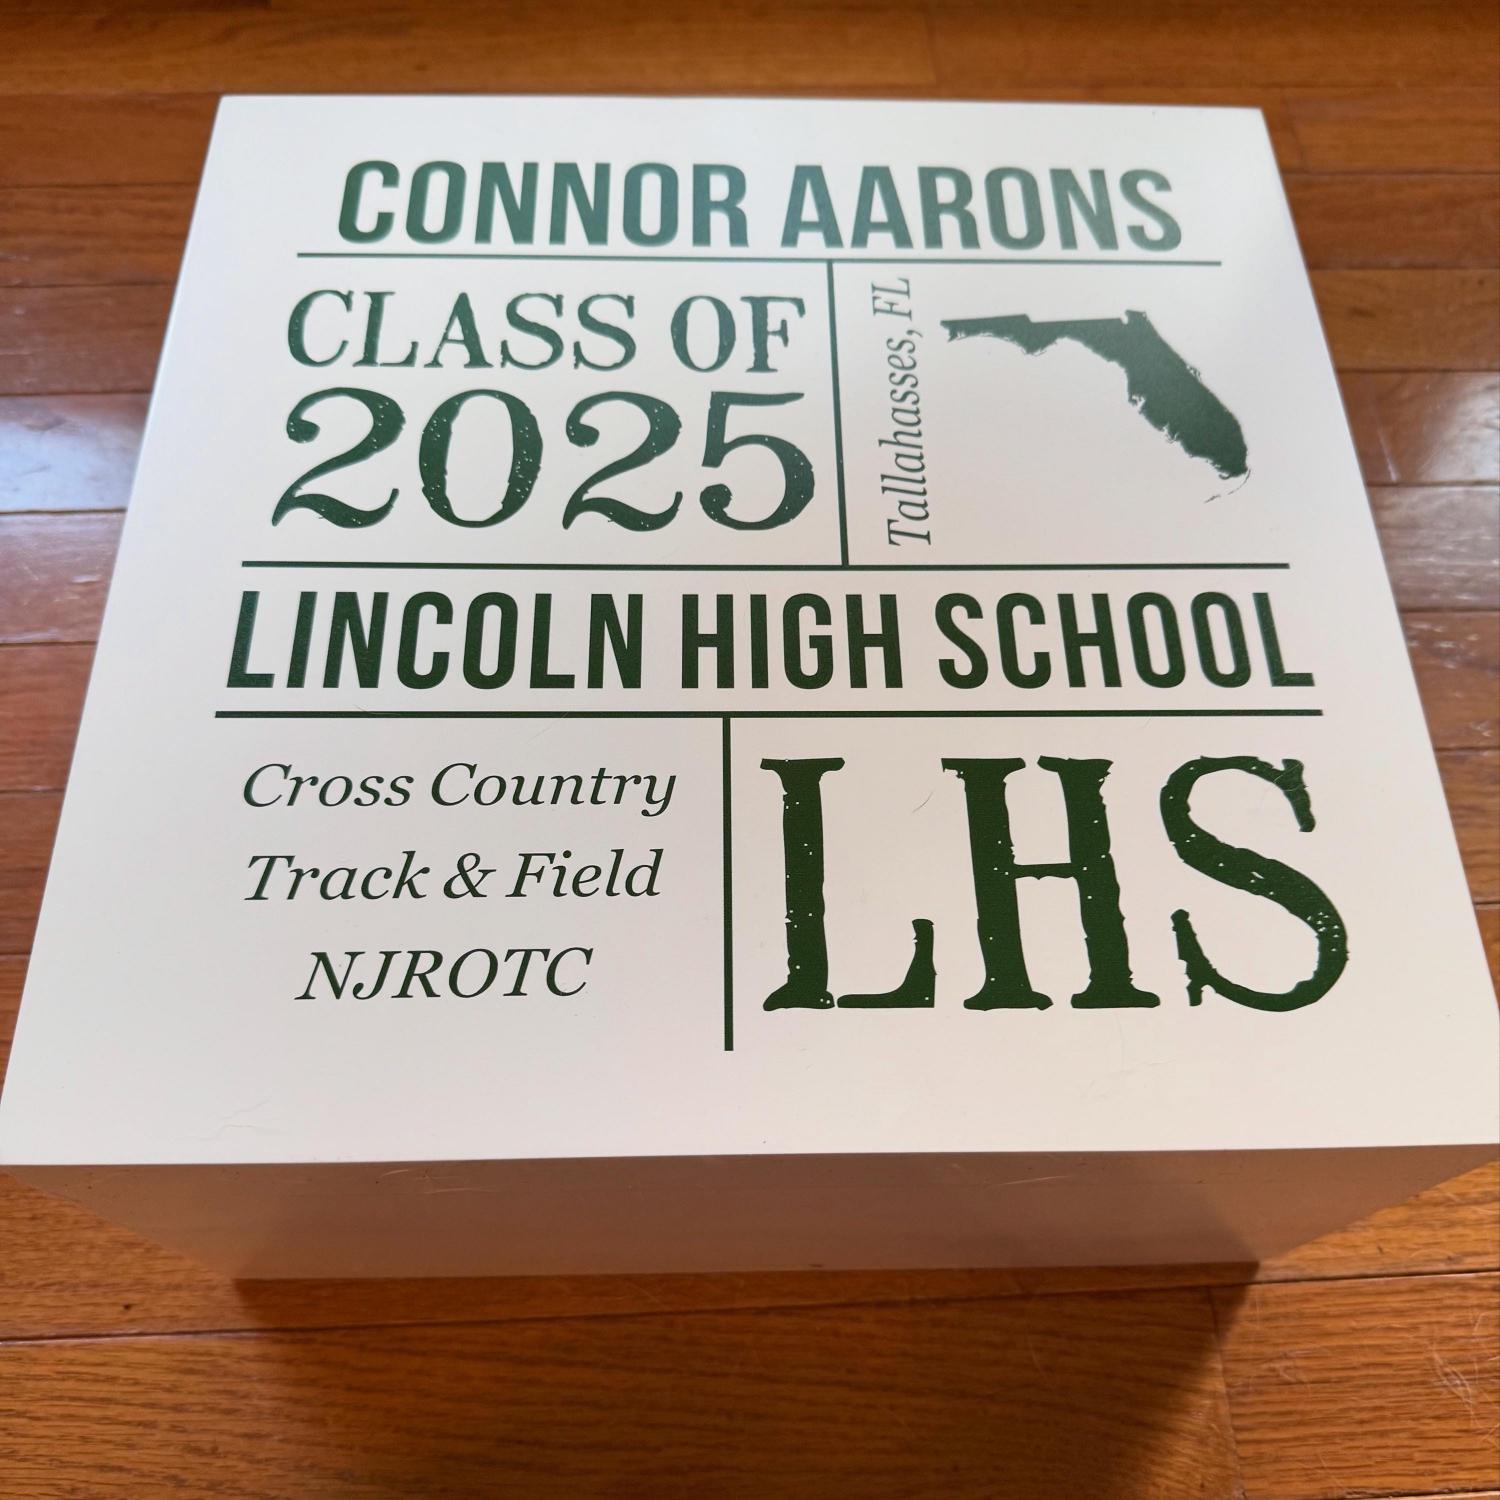 CONNOR AARONS
CLASS OF
2025
Tallahasses, FL
LINCOLN HIGH SCHOOL
Cross Country
Track & Field
NJROTC
LHS